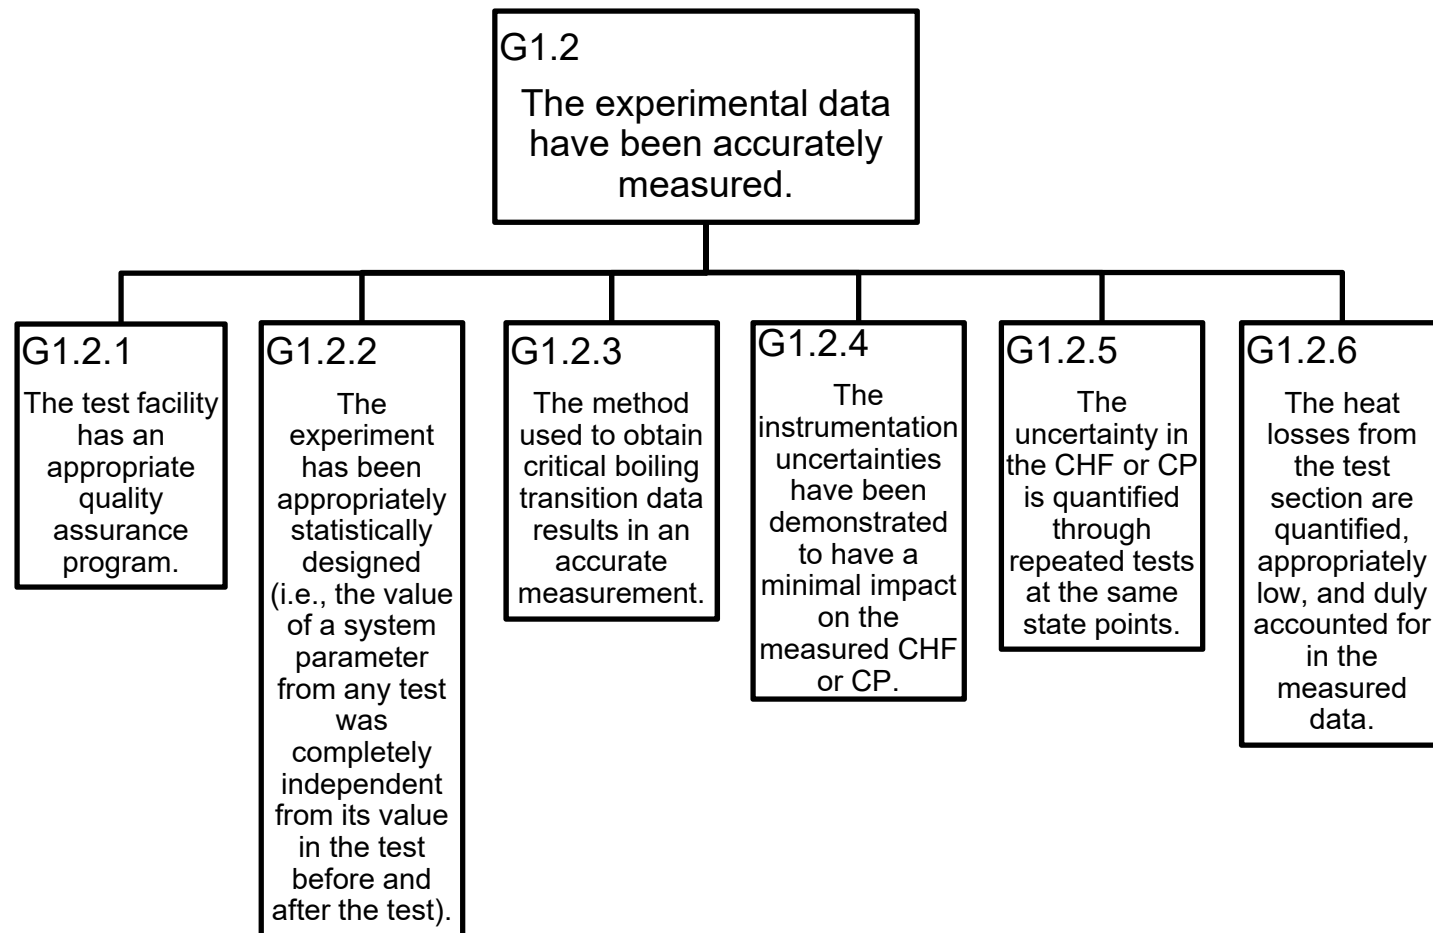 G1.2
The experimental data
have been accurately
measured.
G1.2.1
The test facility
has an
appropriate
quality
assurance
program.
G1.2.2
The
experiment
has been
appropriately
statistically
designed
(i.e., the value
of a system
parameter
from any test
was
completely
independent
from its value
in the test
before and
after the test).
G1.2.3
The method
used to obtain
critical boiling
transition data
results in an
accurate
measurement.
G1.2.4
The
instrumentation
uncertainties
have been
demonstrated
to have a
minimal impact
on the
measured CHF
or CP.
G1.2.5
The
uncertainty in
the CHF or CP
is quantified
through
repeated tests
at the same
state points.
G1.2.6
The heat
losses from
the test
section are
quantified,
appropriately
low, and duly
accounted for
in the
measured
data.